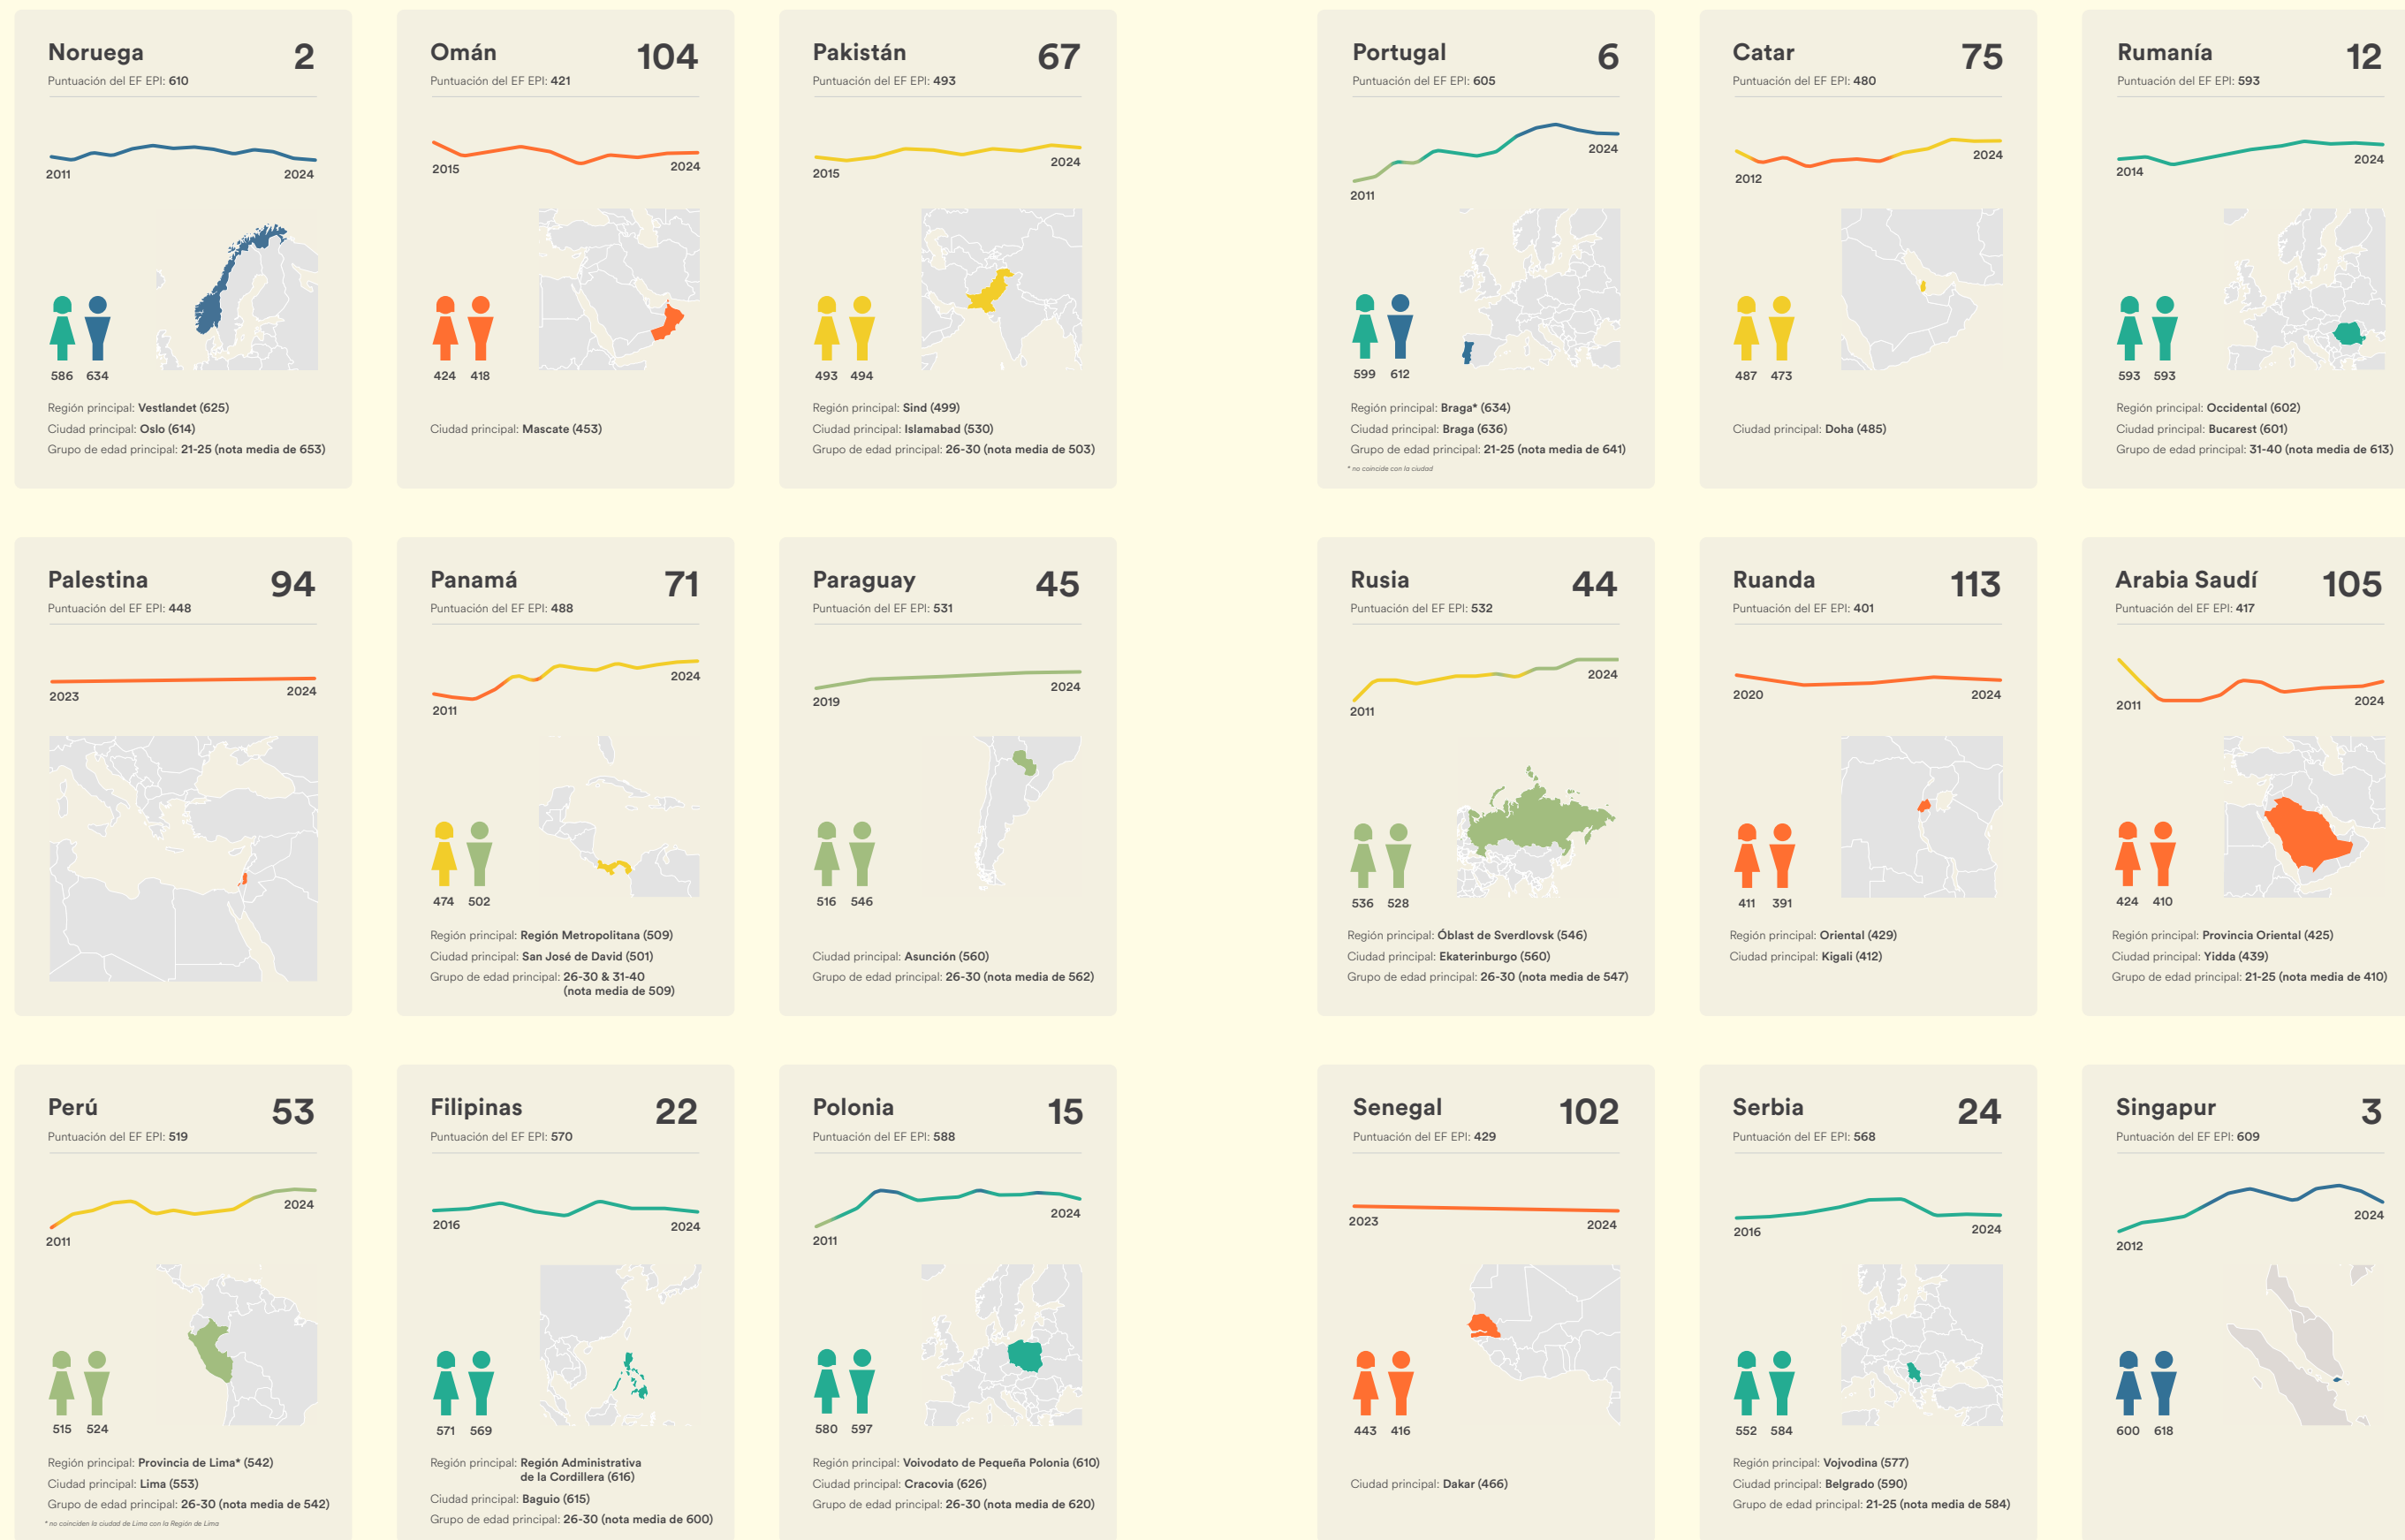 Noruega
2
Puntuación del EF EPI: 610
2011
2024
586
634
Región principal: Vestlandet (625)
Ciudad principal: Oslo (614)
Grupo de edad principal: 21-25 (nota media de 653)
Omán
104
Puntuación del EF EPI: 421
2015
2024
424
418
Ciudad principal: Mascate (453)
Pakistán
67
Puntuación del EF EPI: 493
2015
2024
493
494
Región principal: Sind (499)
Ciudad principal: Islamabad (530)
Grupo de edad principal: 26-30 (nota media de 503)
Portugal
6
Puntuación del EF EPI: 605
2011
2024
599
612
Región principal: Braga* (634)
Ciudad principal: Braga (636)
Grupo de edad principal: 21-25 (nota media de 641)
* no coincide con la ciudad
Catar
75
Puntuación del EF EPI: 480
2012
2024
487
473
Ciudad principal: Doha (485)
Rumanía
12
Puntuación del EF EPI: 593
2014
2024
593
593
Región principal: Occidental (602)
Ciudad principal: Bucarest (601)
Grupo de edad principal: 31-40 (nota media de 613)
Palestina
94
Puntuación del EF EPI: 448
2023
2024
Panamá
71
Puntuación del EF EPI: 488
2011
2024
474
502
Región principal: Región Metropolitana (509)
Ciudad principal: San José de David (501)
Grupo de edad principal: 26-30 & 31-40
(nota media de 509)
Paraguay
45
Puntuación del EF EPI: 531
2019
2024
516
546
Ciudad principal: Asunción (560)
Grupo de edad principal: 26-30 (nota media de 562)
Rusia
44
Puntuación del EF EPI: 532
2011
2024
536
528
Región principal: Óblast de Sverdlovsk (546)
Ciudad principal: Ekaterinburgo (560)
Grupo de edad principal: 26-30 (nota media de 547)
Ruanda
113
Puntuación del EF EPI: 401
2020
2024
411
391
Región principal: Oriental (429)
Ciudad principal: Kigali (412)
Arabia Saudí
105
Puntuación del EF EPI: 417
2011
2024
424
410
Región principal: Provincia Oriental (425)
Ciudad principal: Yidda (439)
Grupo de edad principal: 21-25 (nota media de 410)
Perú
53
Puntuación del EF EPI: 519
2011
2024
515
524
Región principal: Provincia de Lima* (542)
Ciudad principal: Lima (553)
Grupo de edad principal: 26-30 (nota media de 542)
* no coinciden la ciudad de Lima con la Región de Lima
Filipinas
22
Puntuación del EF EPI: 570
2016
2024
571
569
Región principal: Región Administrativa
de la Cordillera (616)
Ciudad principal: Baguio (615)
Grupo de edad principal: 26-30 (nota media de 600)
Polonia
15
Puntuación del EF EPI: 588
2011
2024
580
597
Región principal: Voivodato de Pequeña Polonia (610)
Ciudad principal: Cracovia (626)
Grupo de edad principal: 26-30 (nota media de 620)
Senegal
102
Puntuación del EF EPI: 429
2023
2024
443
416
Ciudad principal: Dakar (466)
Serbia
24
Puntuación del EF EPI: 568
2016
2024
552
584
Región principal: Vojvodina (577)
Ciudad principal: Belgrado (590)
Grupo de edad principal: 21-25 (nota media de 584)
Singapur
3
Puntuación del EF EPI: 609
2012
2024
600
618